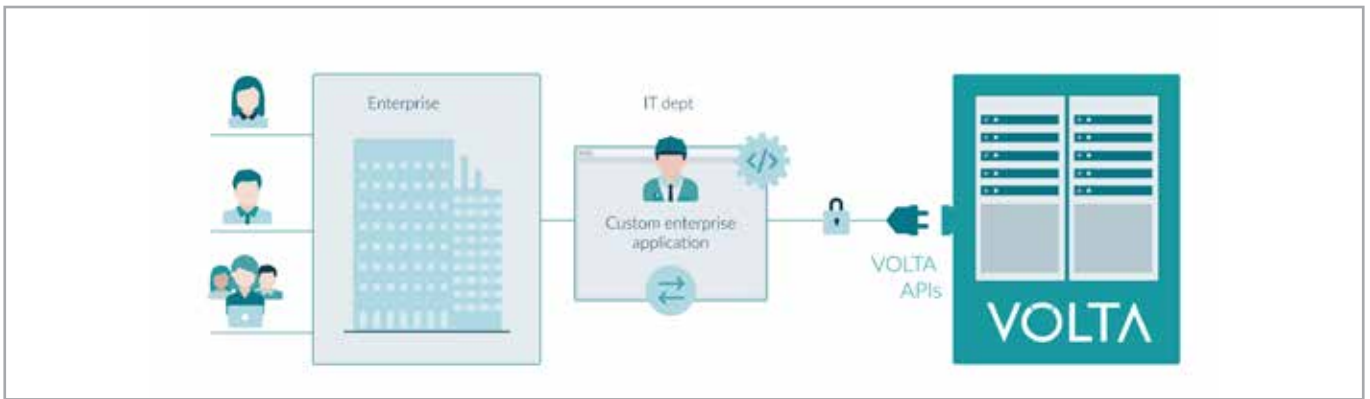 Enterprise
IT dept
</>
Custom enterprise
application
VOLTA
APIs
VOLTA